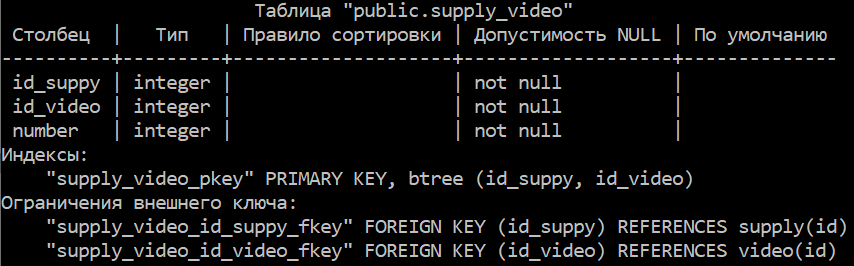 Таблица "public.supply_video"
Столбец | Тип | Правило сортировки | Допустимость NULL | По умолчанию
----------+---------+--------------------+-------------------+--------------
id_suppy | integer | | not null |
id_video | integer | | not null |
number | integer | | not null |
Индексы:
"supply_video_pkey" PRIMARY KEY, btree (id_suppy, id_video)
Ограничения внешнего ключа:
"supply_video_id_suppy_fkey" FOREIGN KEY (id_suppy) REFERENCES supply(id)
"supply_video_id_video_fkey" FOREIGN KEY (id_video) REFERENCES video(id)